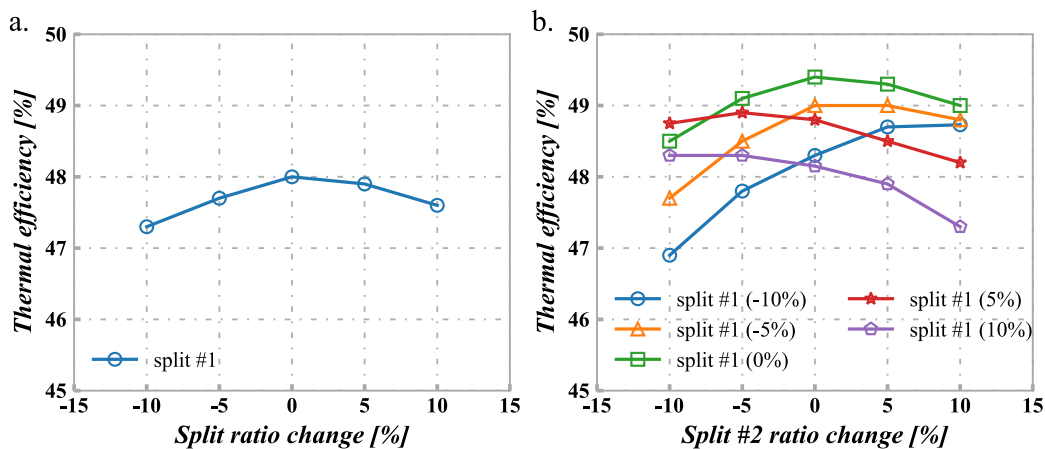 a.
Thermal efficiency [%]
50
49
48
47
46
45
-15
-10
-5
0
5
10
15
split #1
Split ratio change [%]
b.
Thermal efficiency [%]
50
49
48
47
46
45
-15
-10
-5
0
5
10
15
split #1 (-10%)
split #1 (-5%)
split #1 (0%)
split #1 (5%)
split #1 (10%)
Split #2 ratio change [%]